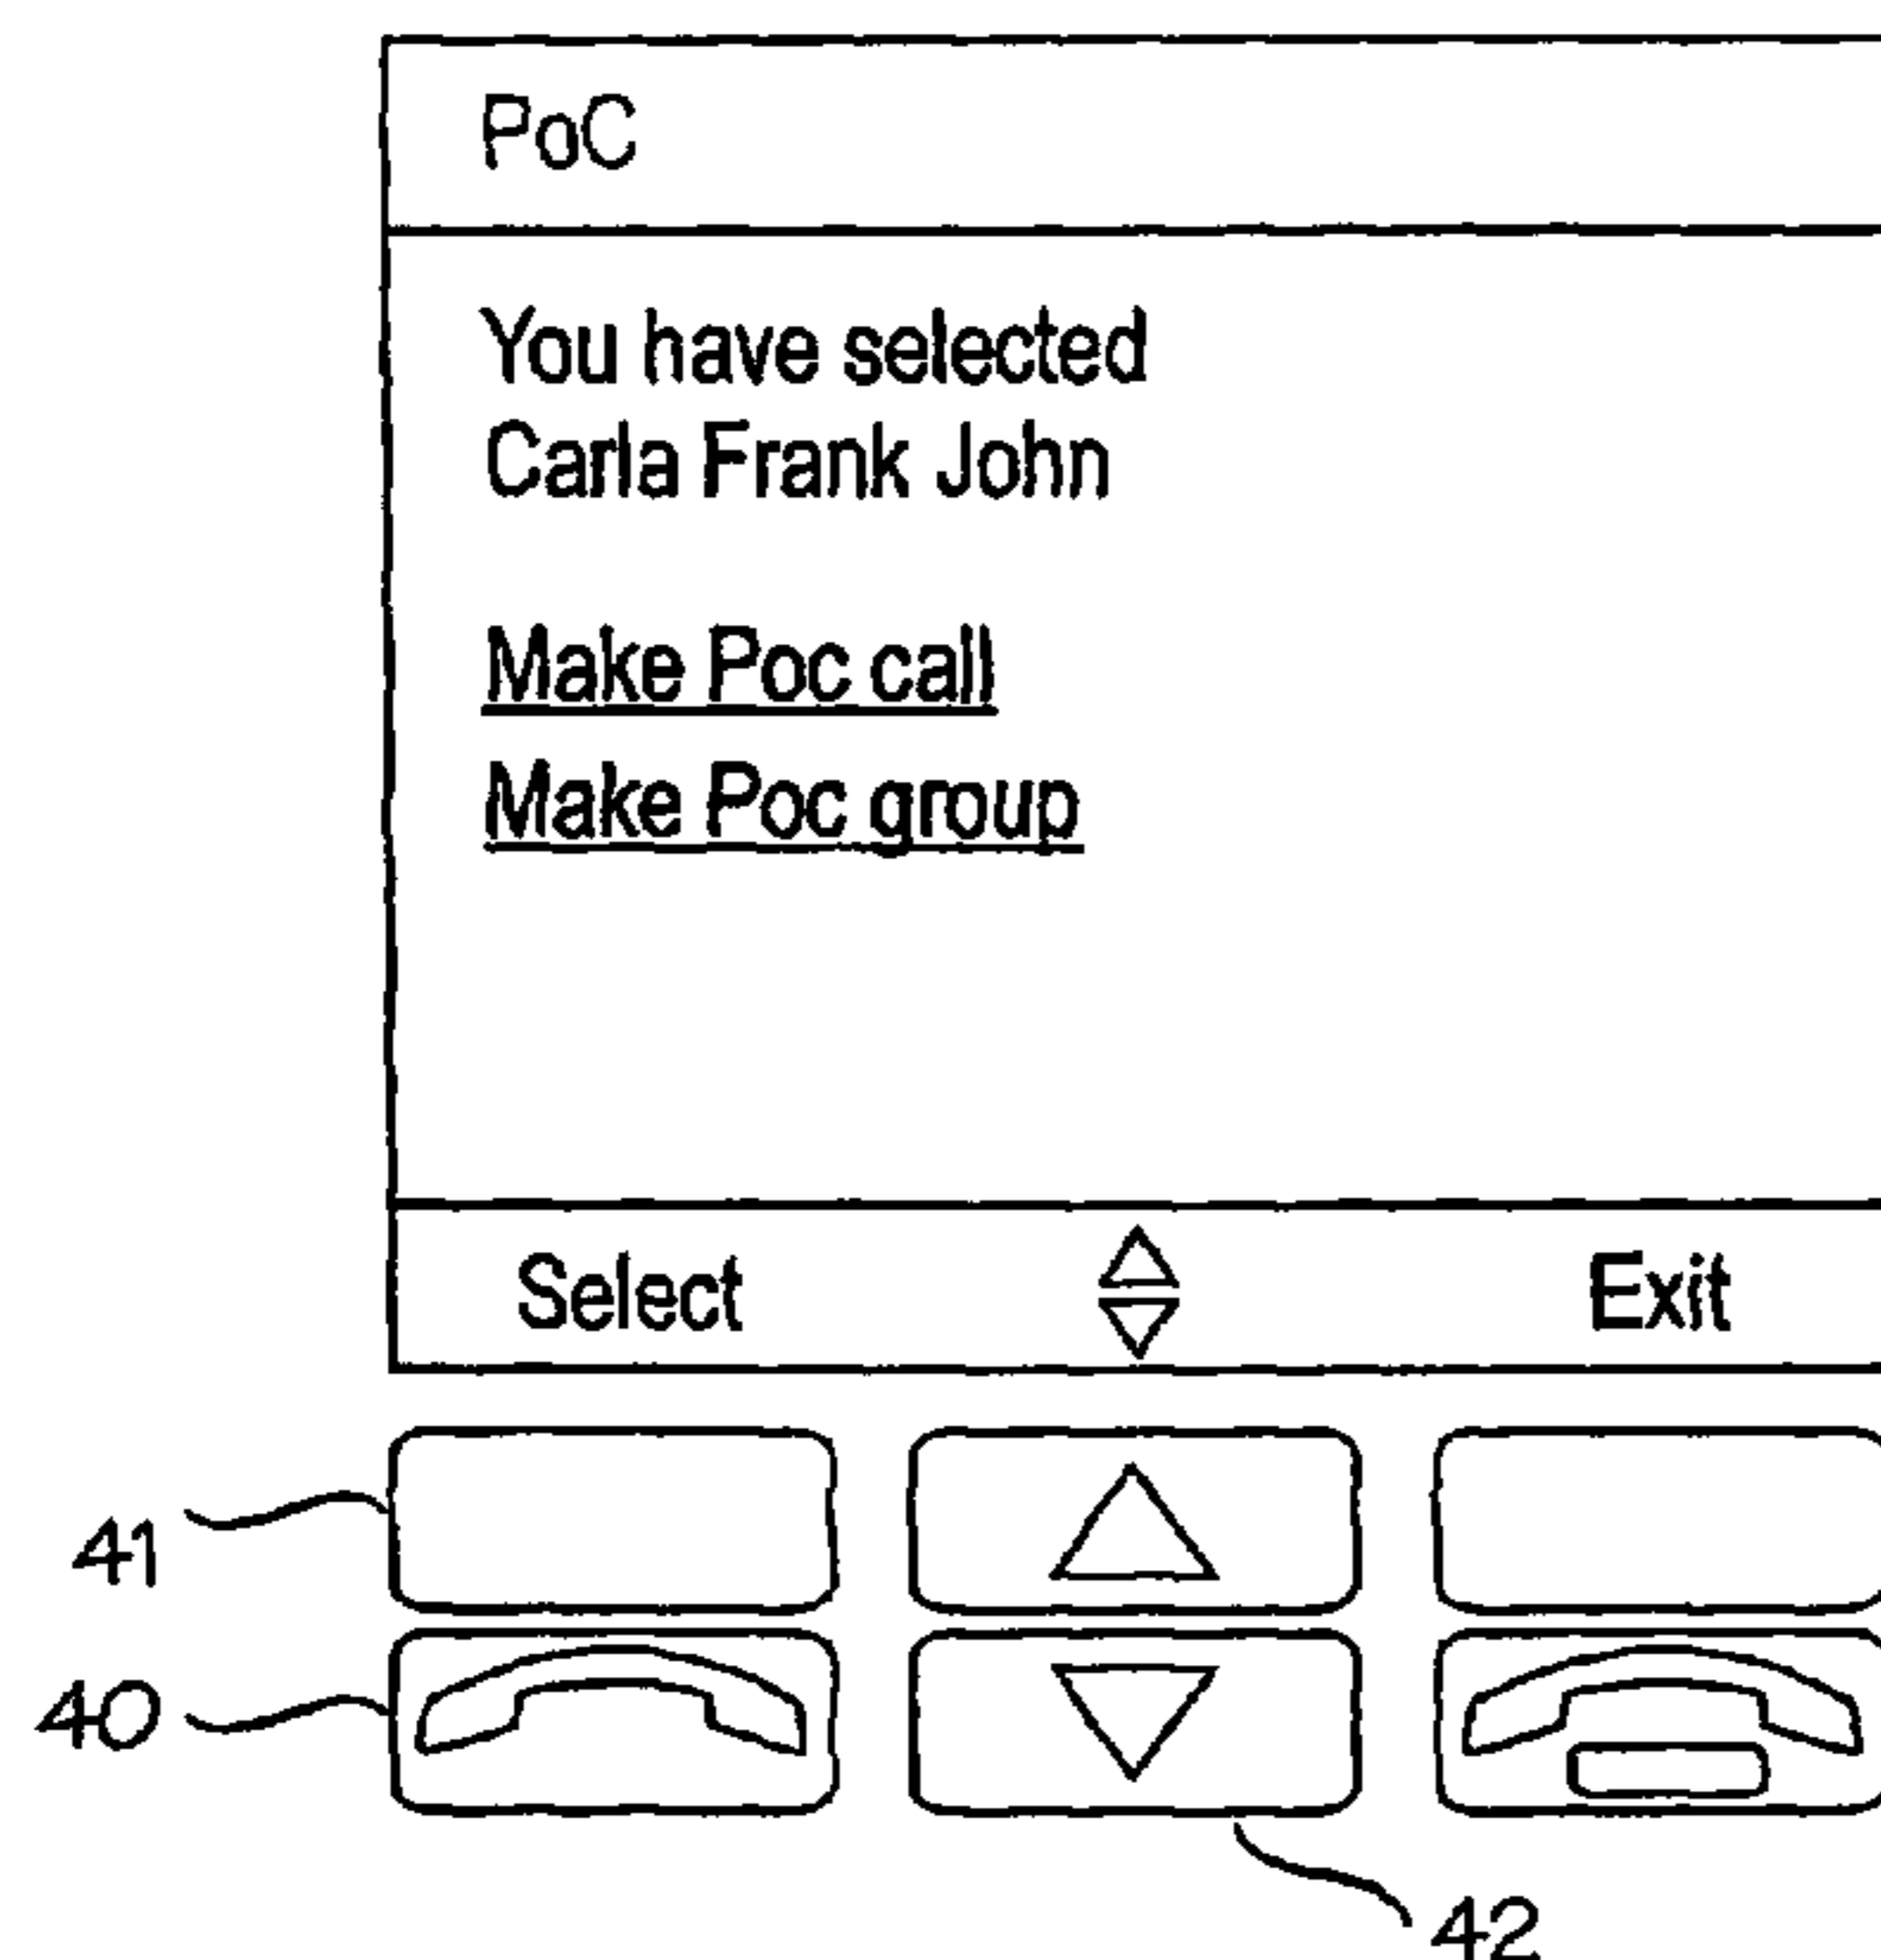 PoC
You have selected
Carla Frank John
Make Poc call
Make Poc group
Select Exit
41
40
42